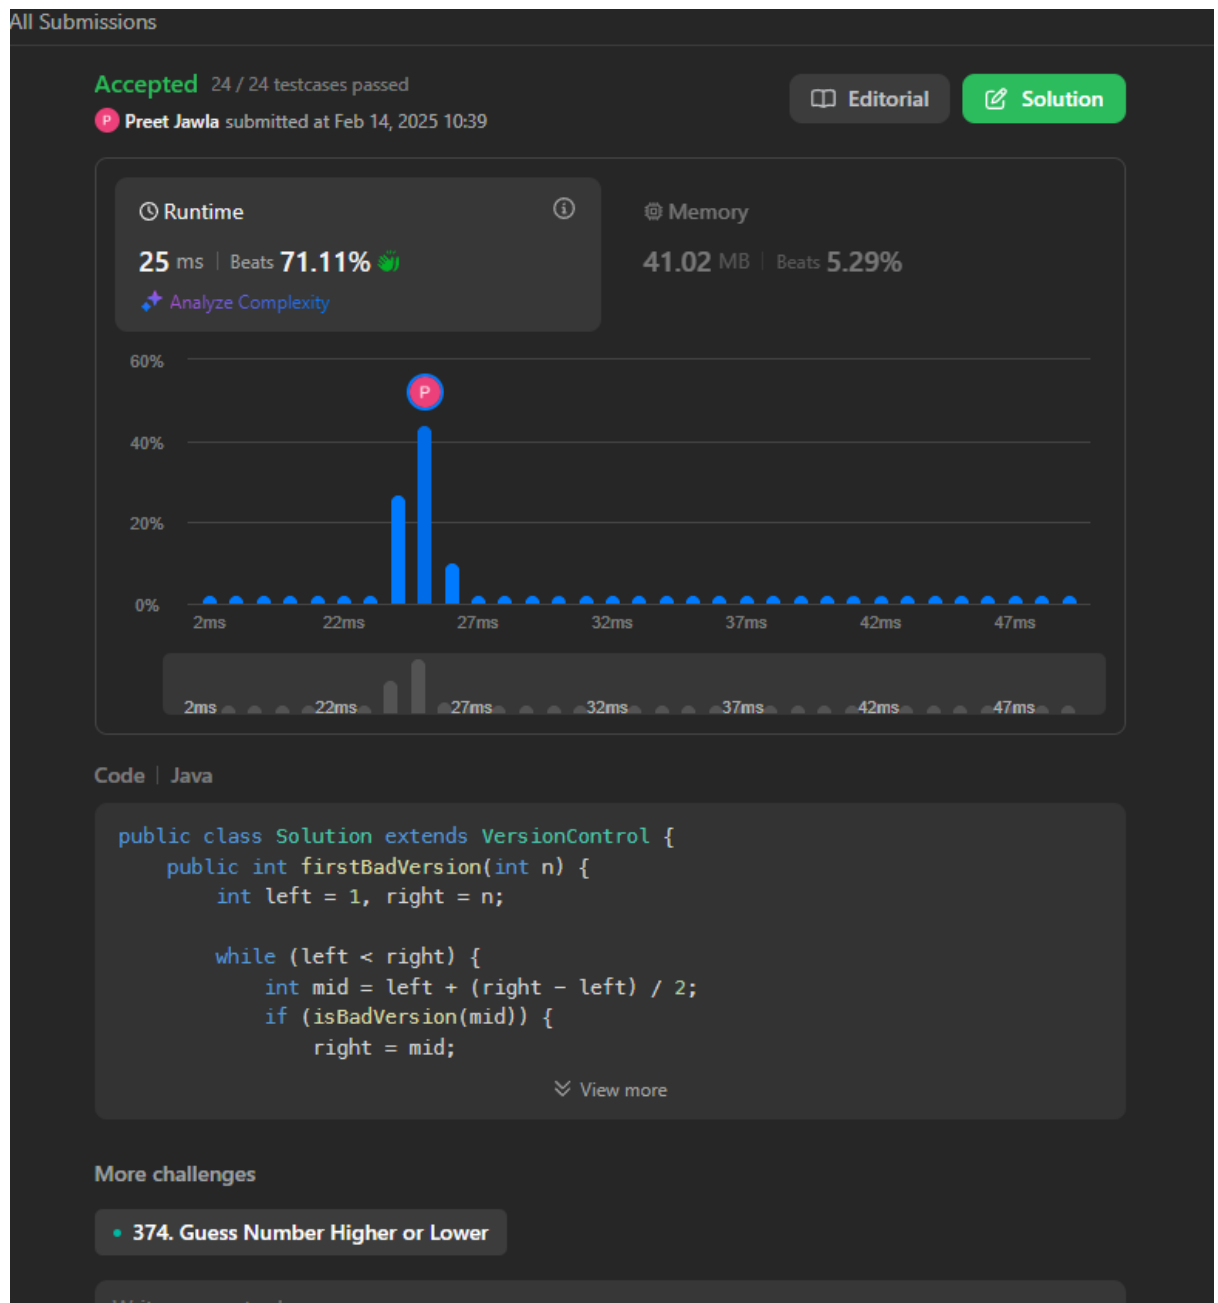 All Submissions
Accepted 24 / 24 testcases passed
Editorial
Solution
P Preet Jawla submitted at Feb 14, 2025 10:39
Runtime
25 ms | Beats 71.11%
Analyze Complexity
Memory
41.02 MB | Beats 5.29%
60%
P
40%
20%
0%
2ms 22ms 27ms 32ms 37ms 42ms 47ms
2ms 22ms 27ms 32ms 37ms 42ms 47ms
Code | Java
public class Solution extends VersionControl {
    public int firstBadVersion(int n) {
        int left = 1, right = n;
        while (left < right) {
            int mid = left + (right - left) / 2;
            if (isBadVersion(mid)) {
                right = mid;
View more
More challenges
374. Guess Number Higher or Lower